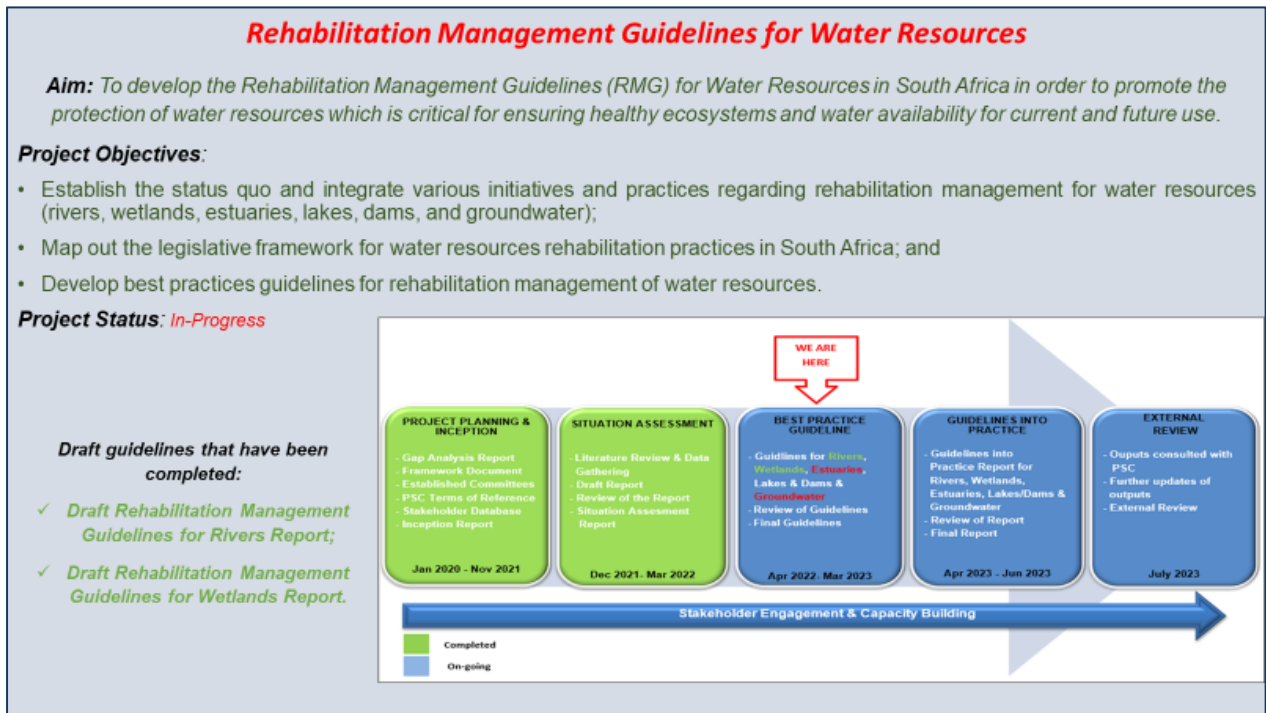 Rehabilitation Management Guidelines for Water Resources
Aim: To develop the Rehabilitation Management Guidelines (RMG) for Water Resources in South Africa in order to promote the
protection of water resources which is critical for ensuring healthy ecosystems and water availability for current and future use.
Project Objectives:
• Establish the status quo and integrate various initiatives and practices regarding rehabilitation management for water resources
(rivers, wetlands, estuaries, lakes, dams, and groundwater);
• Map out the legislative framework for water resources rehabilitation practices in South Africa; and
• Develop best practices guidelines for rehabilitation management of water resources.
Project Status: In-Progress
Draft guidelines that have been
completed:
✓ Draft Rehabilitation Management
Guidelines for Rivers Report;
✓ Draft Rehabilitation Management
Guidelines for Wetlands Report.
WE ARE
HERE
PROJECT PLANNING &
INCEPTION
- Gap Analysis Report
- Framework Document
- Established Committees
- PSC Terms of Reference
- Stakeholder Database
- Inception Report
Jan 2020 - Nov 2021
SITUATION ASSESSMENT
- Literature Review & Data
Gathering
- Draft Report
- Review of the Report
- Situation Assesment
Report
Dec 2021- Mar 2022
BEST PRACTICE
GUIDELINE
- Guidlines for Rivers,
Wetlands, Estuaries,
Lakes & Dams &
Groundwater
- Review of Guidelines
- Final Guidelines
Apr 2022- Mar 2023
GUIDELINES INTO
PRACTICE
- Guidelines into
Practice Report for
Rivers, Wetlands,
Estuaries, Lakes/Dams &
Groundwater
- Review of Report
- Final Report
Apr 2023 - Jun 2023
EXTERNAL
REVIEW
- Ouputs consulted with
PSC
- Further updates of
outputs
- External Review
July 2023
Stakeholder Engagement & Capacity Building
Completed
On-going